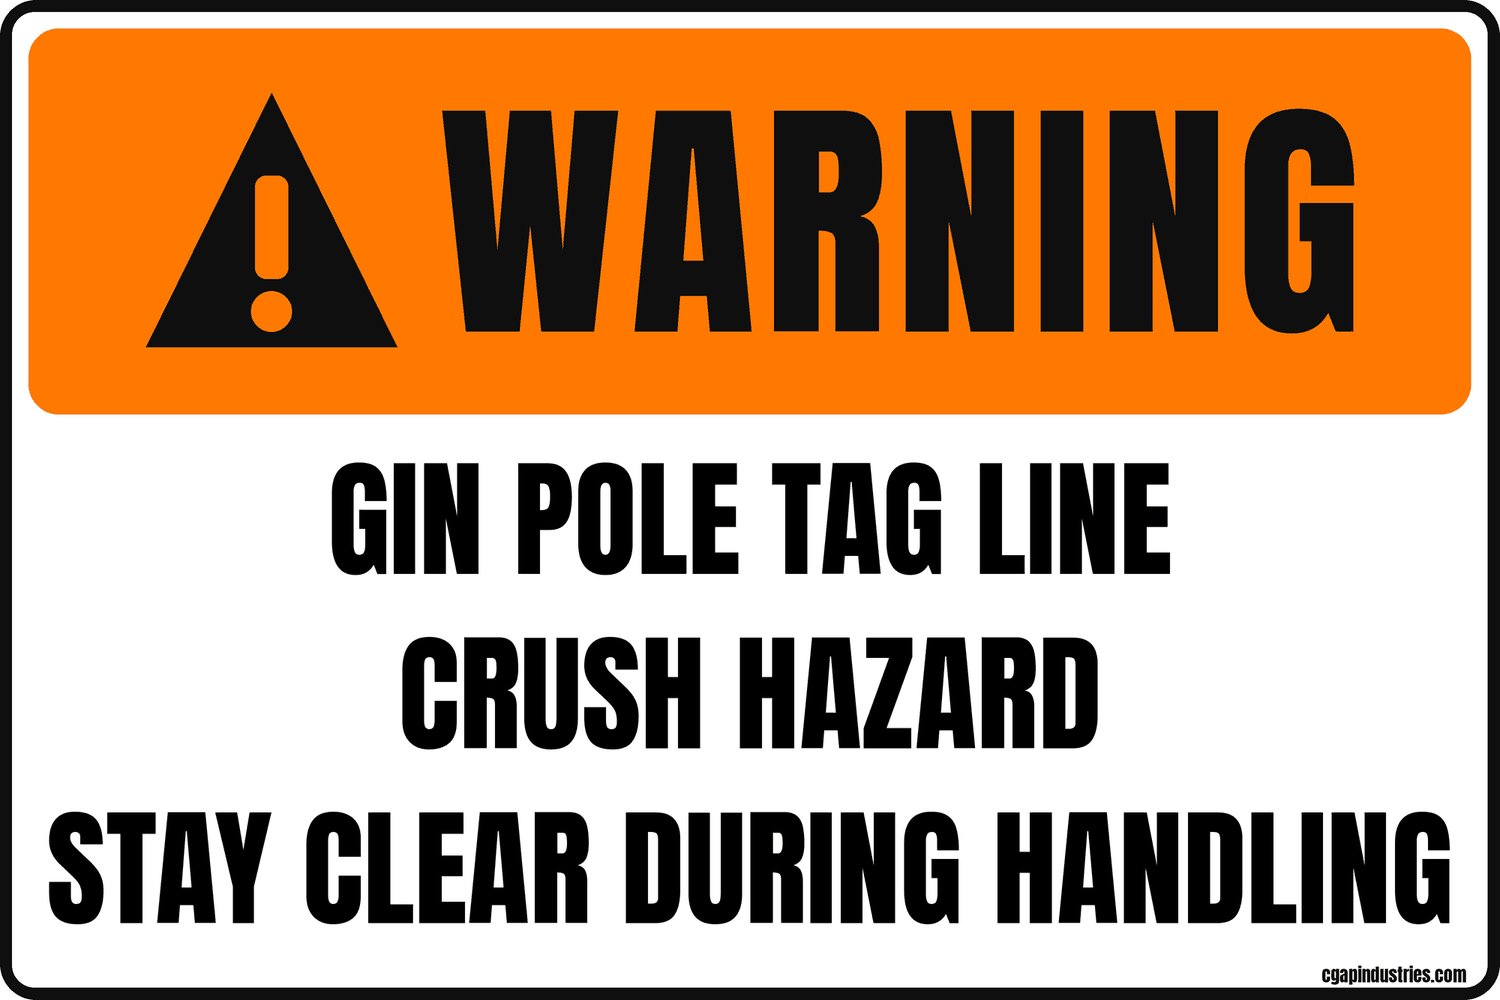 WARNING
GIN POLE TAG LINE
CRUSH HAZARD
STAY CLEAR DURING HANDLING
cgapindustries.com